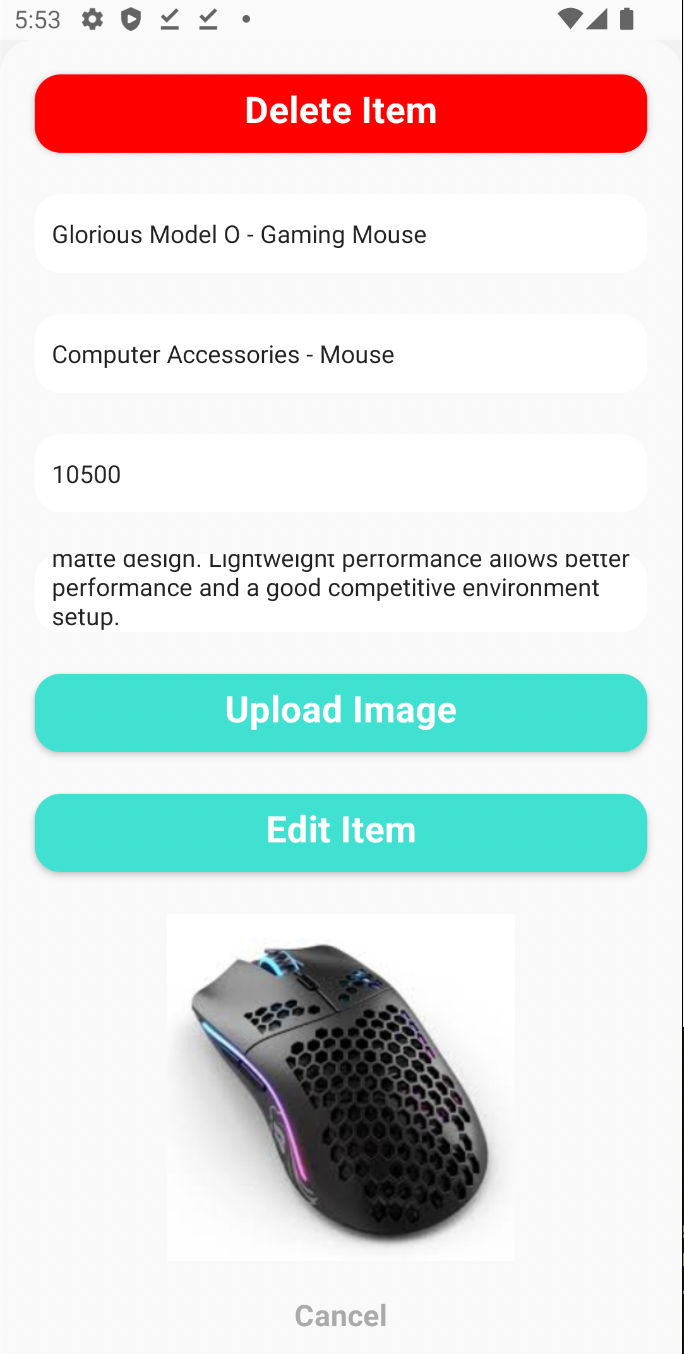 5:53
Delete Item
Glorious Model O - Gaming Mouse
Computer Accessories - Mouse
10500
matte design. Lightweight performance allows better
performance and a good competitive environment
setup.
Upload Image
Edit Item
Cancel